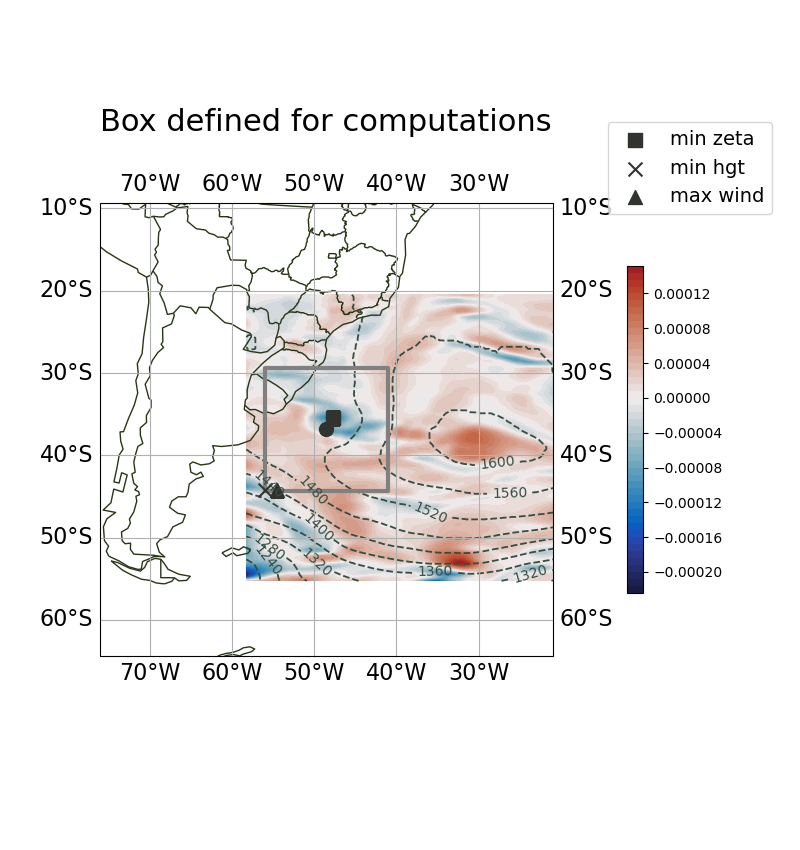 Box defined for computations
min zeta
min hgt
max wind
70°W 60°W 50°W 40°W 30°W
10°S 10°S
20°S 20°S
30°S 30°S
40°S 40°S
50°S 50°S
60°S 60°S
70°W 60°W 50°W 40°W 30°W
1600
1560
1480
1520
1400
1280
1240
1320
1360
1320
0.00012
0.00008
0.00004
0.00000
−0.00004
−0.00008
−0.00012
−0.00016
−0.00020